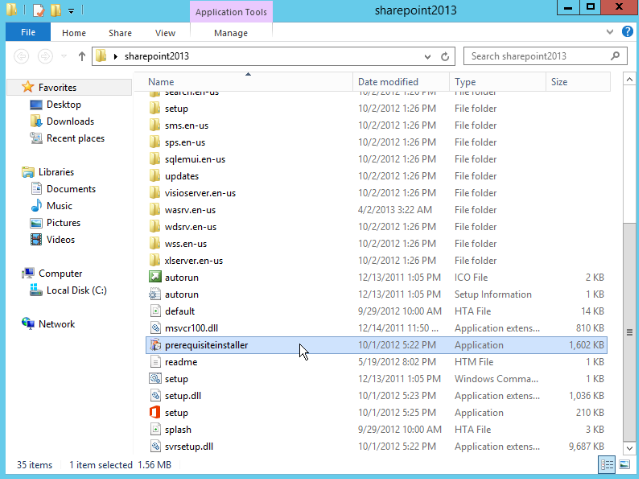 Application Tools
sharepoint2013
File Home Share View Manage
sharepoint2013
Search sharepoint2013
Name Date modified Type Size
Favorites
Desktop
Downloads
Recent places
Libraries
Documents
Music
Pictures
Videos
Computer
Local Disk (C:)
Network
search.en-us 10/2/2012 1:26 PM File folder
setup 10/2/2012 1:26 PM File folder
sms.en-us 10/2/2012 1:26 PM File folder
sps.en-us 10/2/2012 1:26 PM File folder
sqlemui.en-us 10/2/2012 1:26 PM File folder
updates 10/2/2012 1:26 PM File folder
visioserver.en-us 10/2/2012 1:26 PM File folder
wasrv.en-us 4/2/2013 3:22 AM File folder
wdsrv.en-us 10/2/2012 1:26 PM File folder
wss.en-us 10/2/2012 1:26 PM File folder
xlserver.en-us 10/2/2012 1:26 PM File folder
autorun 12/13/2011 1:05 PM ICO File 2 KB
autorun 12/13/2011 1:05 PM Setup Information 1 KB
default 9/29/2012 10:00 AM HTA File 14 KB
msvcr100.dll 12/14/2011 11:50 ... Application extens... 810 KB
prerequisiteinstaller 10/1/2012 5:22 PM Application 1,602 KB
readme 5/19/2012 8:02 PM HTM File 1 KB
setup 12/13/2011 1:05 PM Windows Comma... 1 KB
setup.dll 10/1/2012 5:23 PM Application extens... 1,036 KB
setup 10/1/2012 5:25 PM Application 210 KB
splash 9/29/2012 10:00 AM HTA File 3 KB
svrsetup.dll 10/1/2012 5:22 PM Application extens... 9,687 KB
35 items 1 item selected 1.56 MB